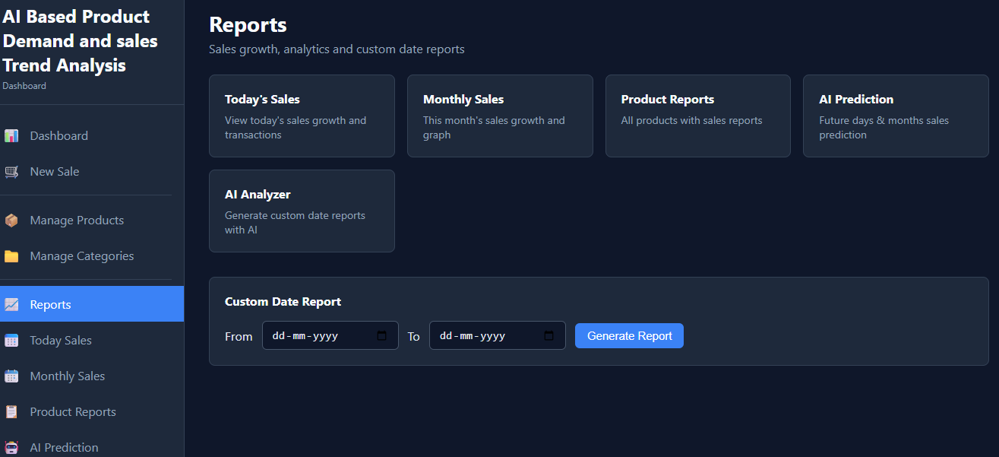 AI Based Product
Demand and sales
Trend Analysis
Dashboard
Dashboard
New Sale
Manage Products
Manage Categories
Reports
Today Sales
Monthly Sales
Product Reports
AI Prediction
Reports
Sales growth, analytics and custom date reports
Today's Sales
View today's sales growth and
transactions
Monthly Sales
This month's sales growth and
graph
Product Reports
All products with sales reports
AI Prediction
Future days & months sales
prediction
AI Analyzer
Generate custom date reports
with AI
Custom Date Report
From dd-mm-yyyy To dd-mm-yyyy Generate Report